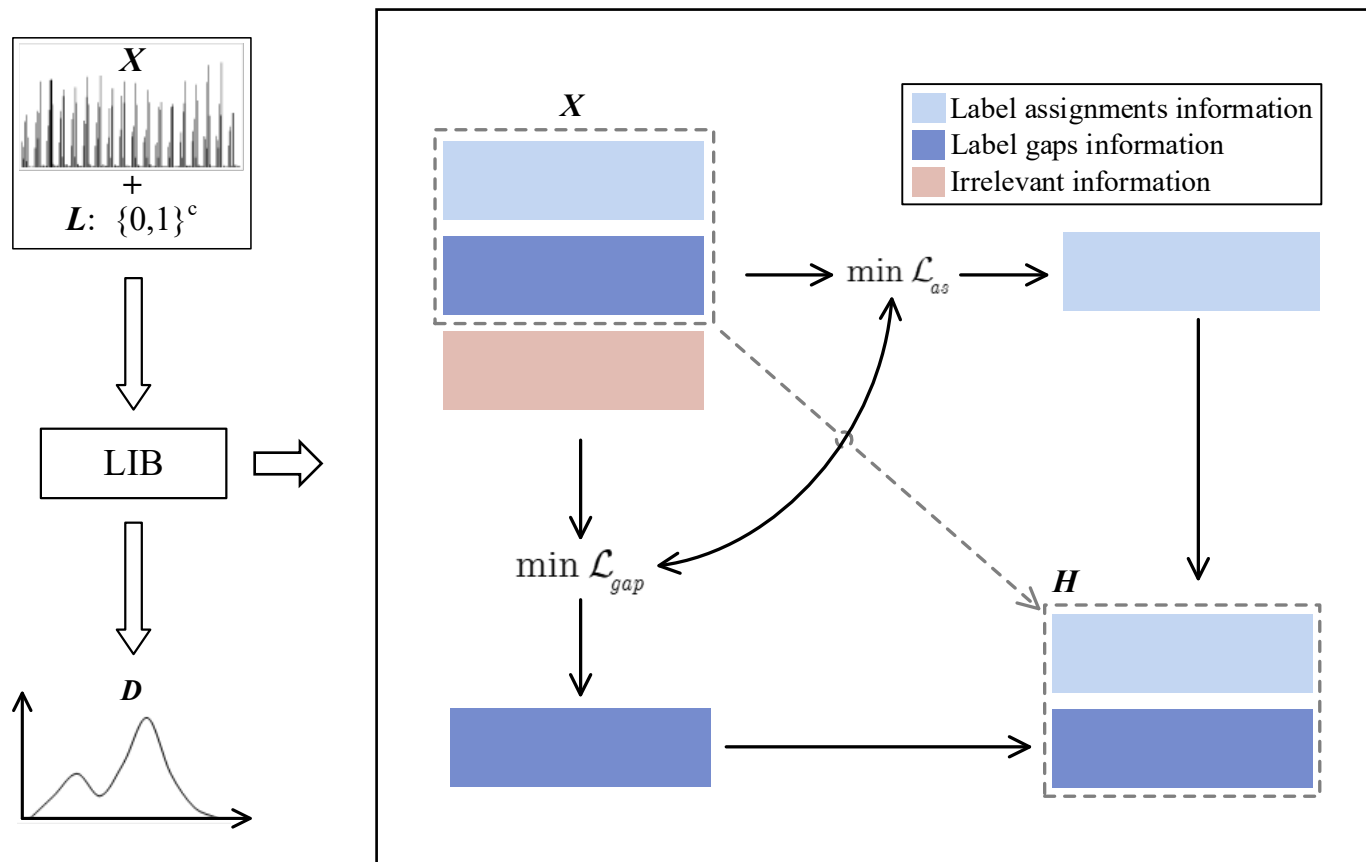 X
+
L: {0,1}^c
LIB
D
X
Label assignments information
Label gaps information
Irrelevant information
min ℒ_as
min ℒ_gap
H